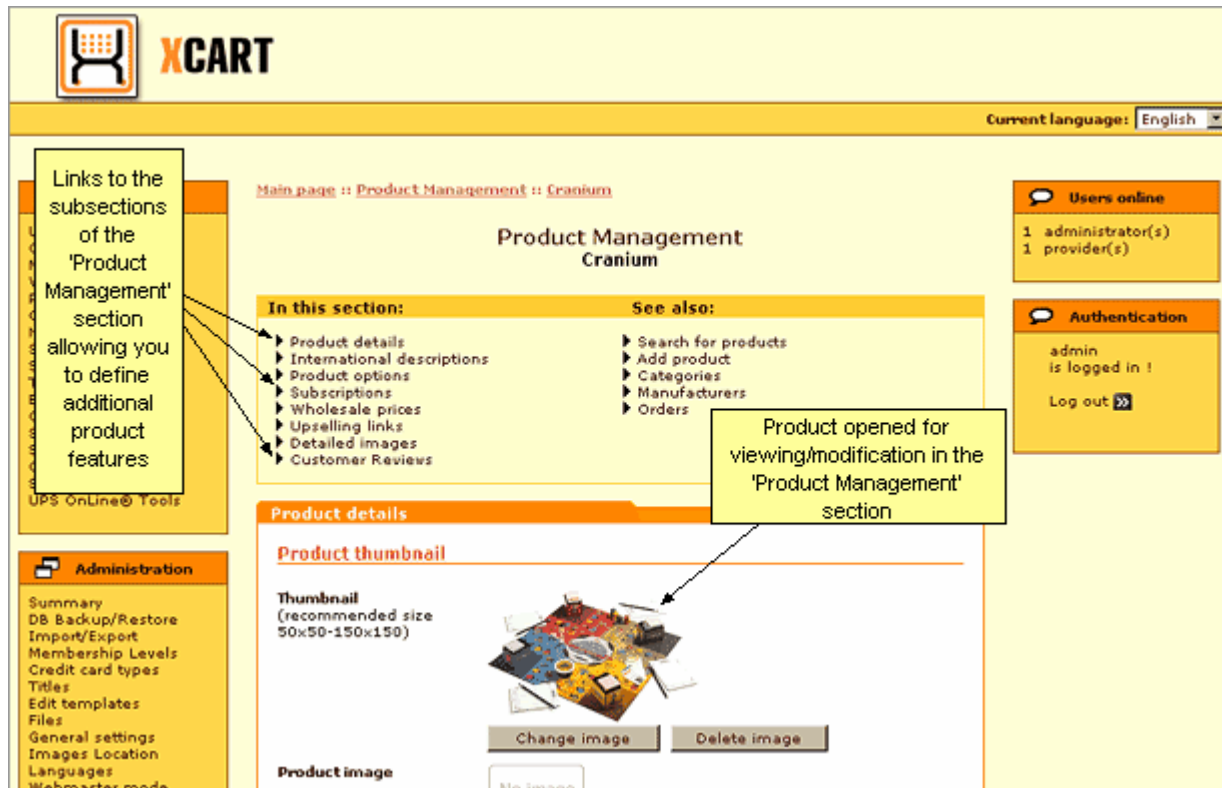 XCART
Current language: English
Links to the
subsections
of the
'Product
Management'
section
allowing you
to define
additional
product
features
UPS OnLine® Tools
Administration
Summary
DB Backup/Restore
Import/Export
Membership Levels
Credit card types
Titles
Edit templates
Files
General settings
Images Location
Languages
Webmaster mode
Main page :: Product Management :: Cranium
Product Management
Cranium
In this section:
Product details
International descriptions
Product options
Subscriptions
Wholesale prices
Upselling links
Detailed images
Customer Reviews
See also:
Search for products
Add product
Categories
Manufacturers
Orders
Product opened for
viewing/modification in the
'Product Management'
section
Product details
Product thumbnail
Thumbnail
(recommended size
50x50-150x150)
Change image
Delete image
Product image
No image
Users online
1 administrator(s)
1 provider(s)
Authentication
admin
is logged in !
Log out